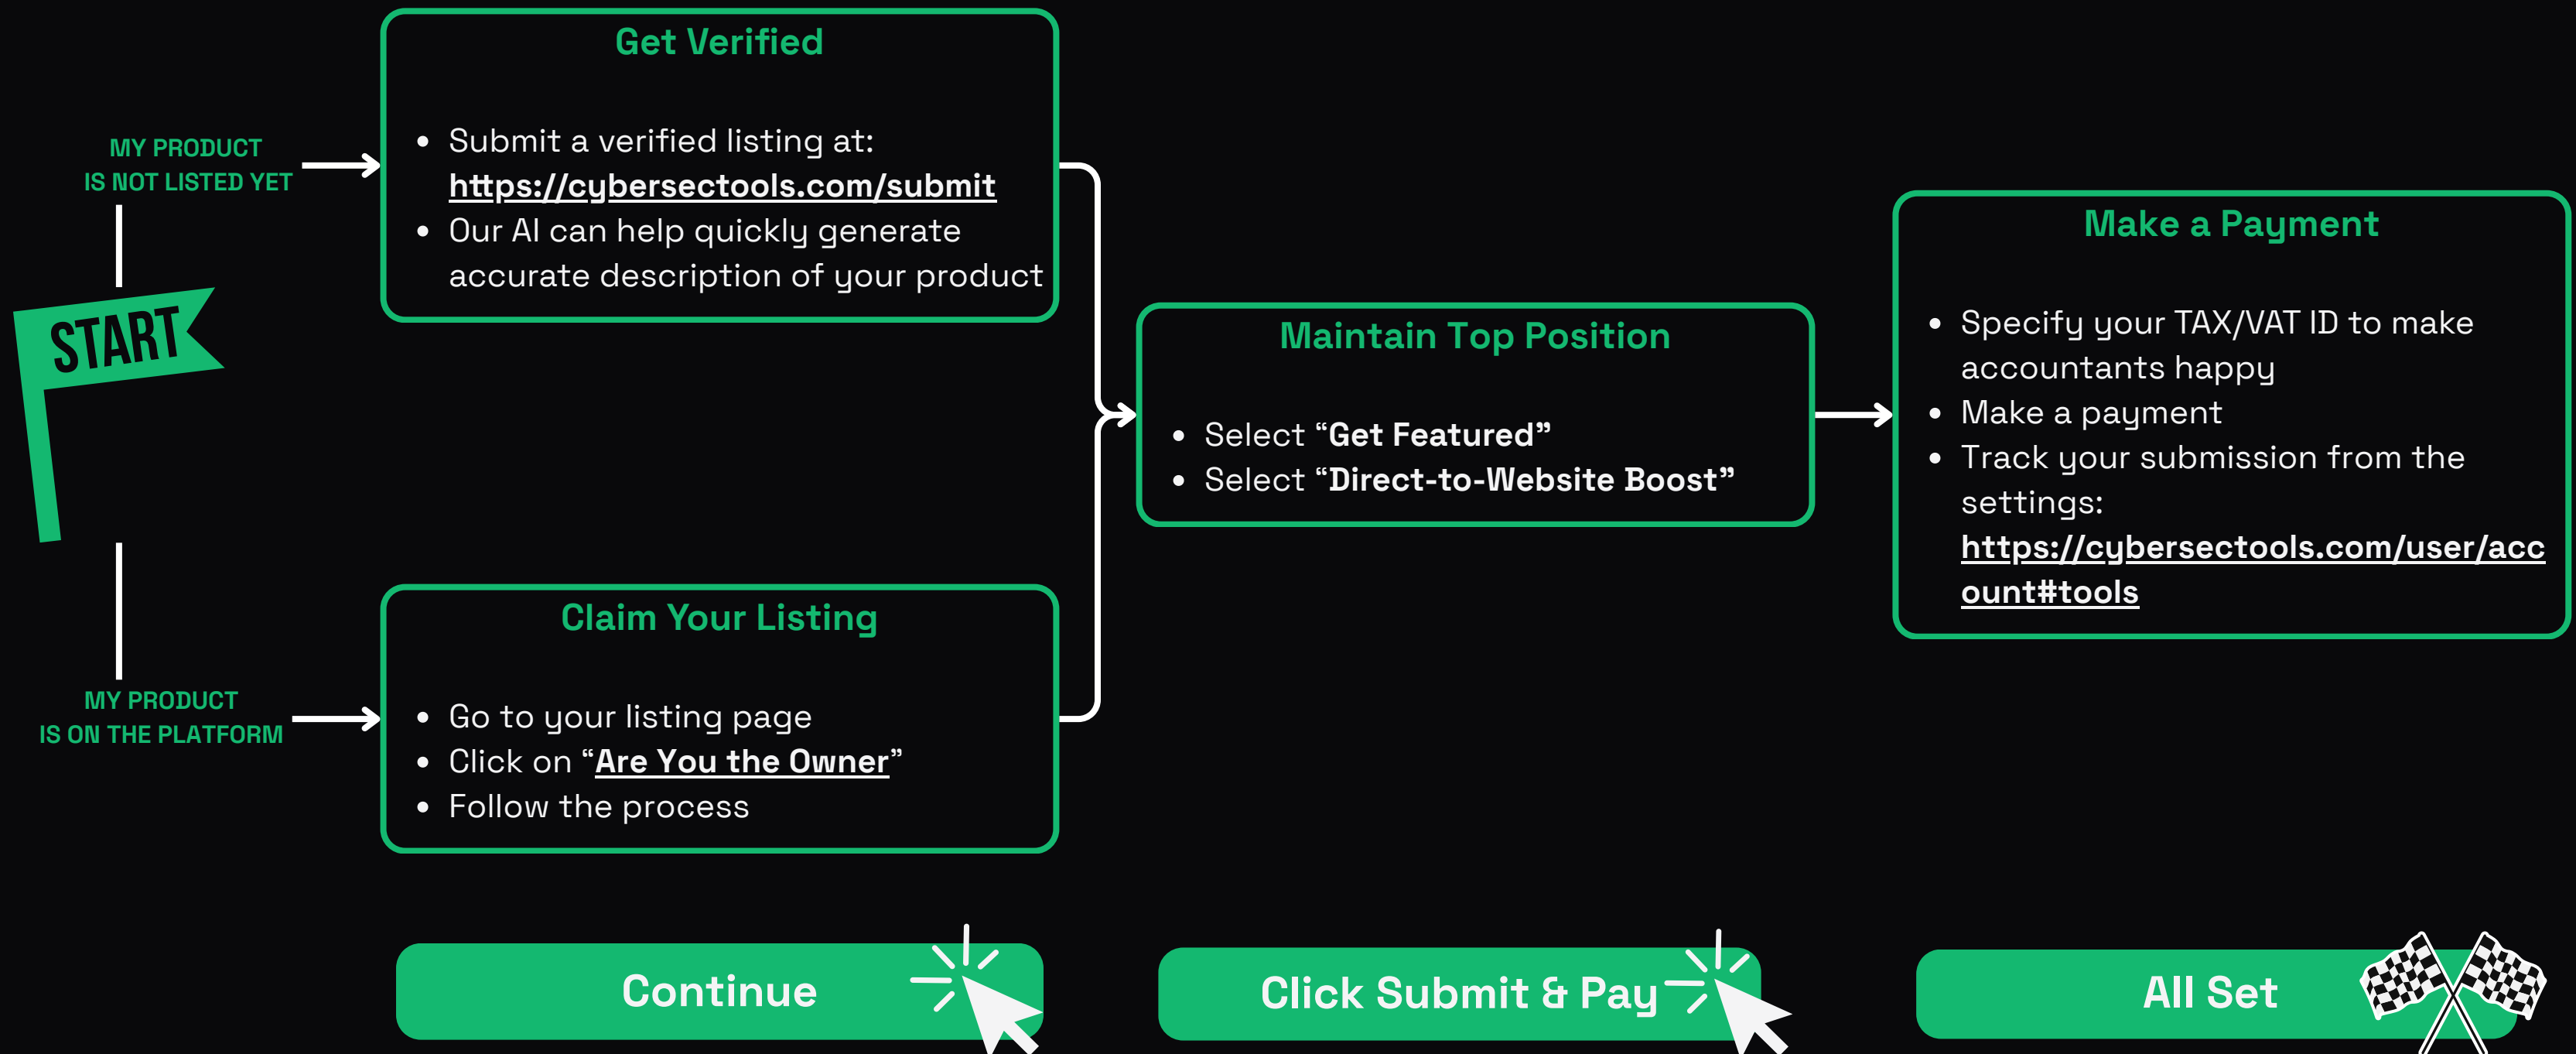 START
MY PRODUCT
IS NOT LISTED YET
Get Verified
• Submit a verified listing at:
https://cybersectools.com/submit
• Our AI can help quickly generate
accurate description of your product
MY PRODUCT
IS ON THE PLATFORM
Claim Your Listing
• Go to your listing page
• Click on “Are You the Owner”
• Follow the process
Maintain Top Position
• Select “Get Featured”
• Select “Direct-to-Website Boost”
Make a Payment
• Specify your TAX/VAT ID to make
accountants happy
• Make a payment
• Track your submission from the
settings:
https://cybersectools.com/user/acc
ount#tools
Continue
Click Submit & Pay
All Set